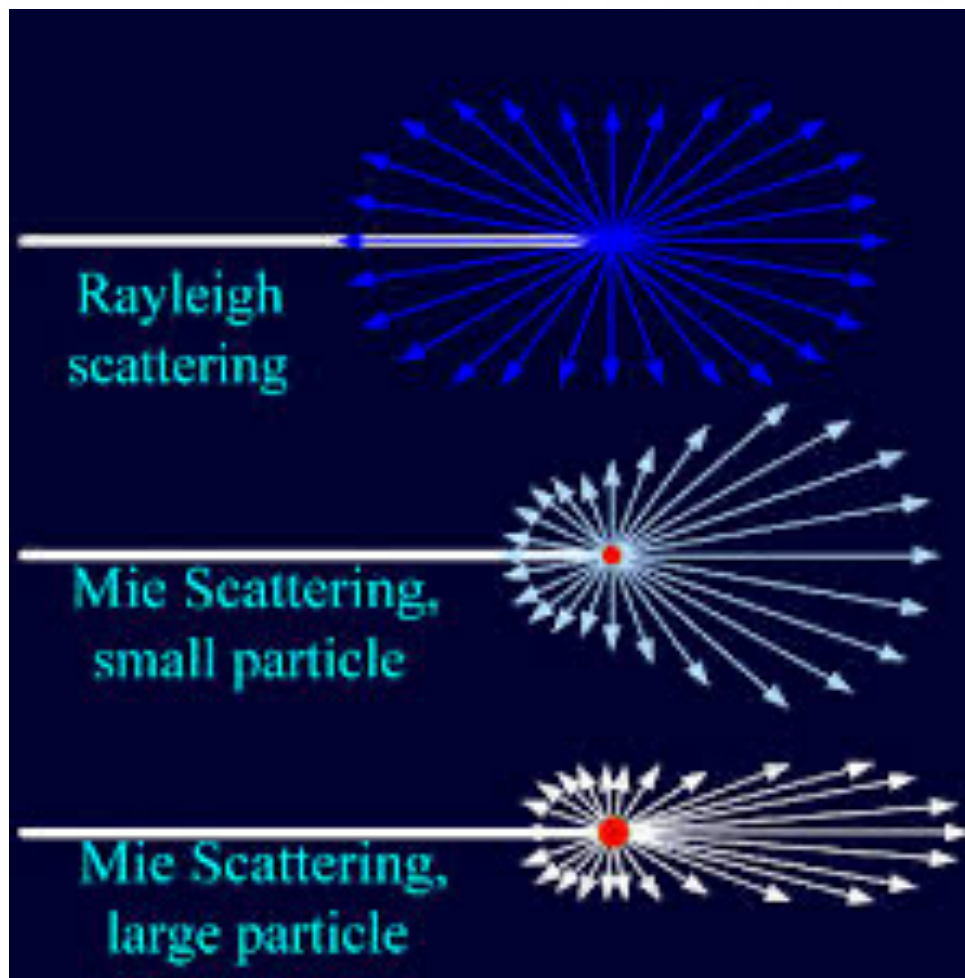 Rayleigh
scattering
Mie Scattering,
small particle
Mie Scattering,
large particle